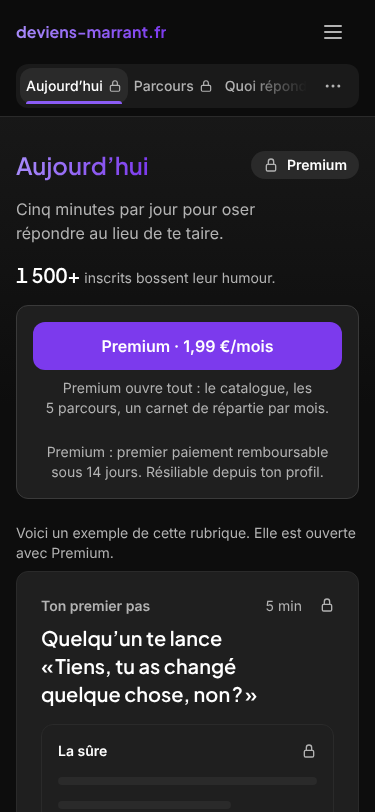 deviens-marrant.fr
Aujourd’hui Parcours Quoi répond
Aujourd’hui
Premium
Cinq minutes par jour pour oser
répondre au lieu de te taire.
1 500+ inscrits bossent leur humour.
Premium · 1,99 €/mois
Premium ouvre tout : le catalogue, les
5 parcours, un carnet de répartie par mois.
Premium : premier paiement remboursable
sous 14 jours. Résiliable depuis ton profil.
Voici un exemple de cette rubrique. Elle est ouverte
avec Premium.
Ton premier pas 5 min
Quelqu’un te lance
« Tiens, tu as changé
quelque chose, non ? »
La sûre